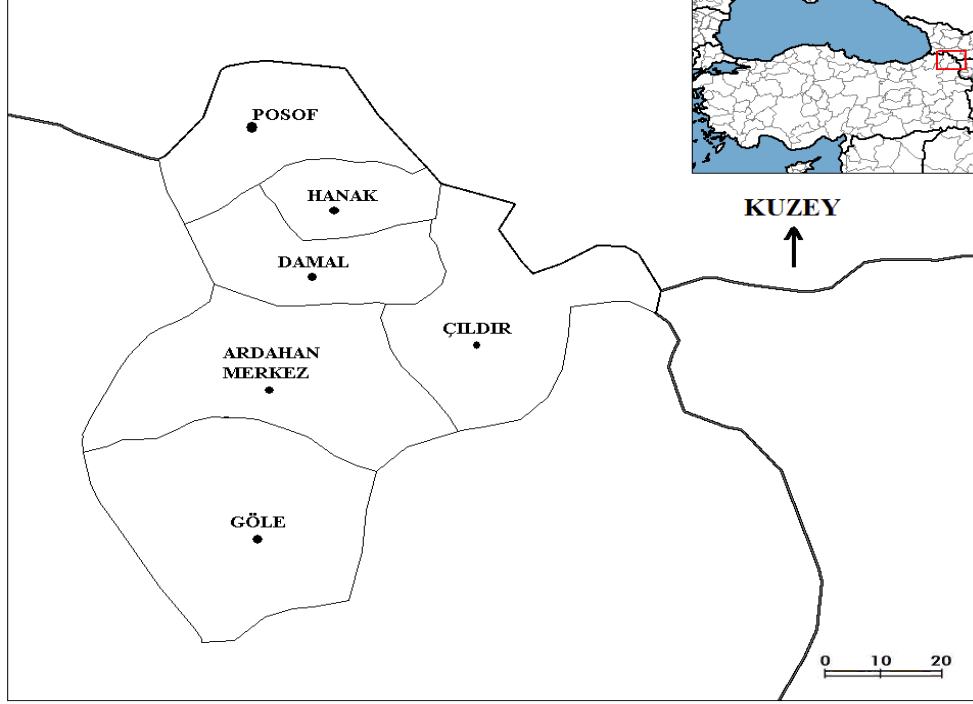 POSOF
HANAK
KUZEY
DAMAL
ÇILDIR
ARDAHAN
MERKEZ
GÖLE
0 10 20